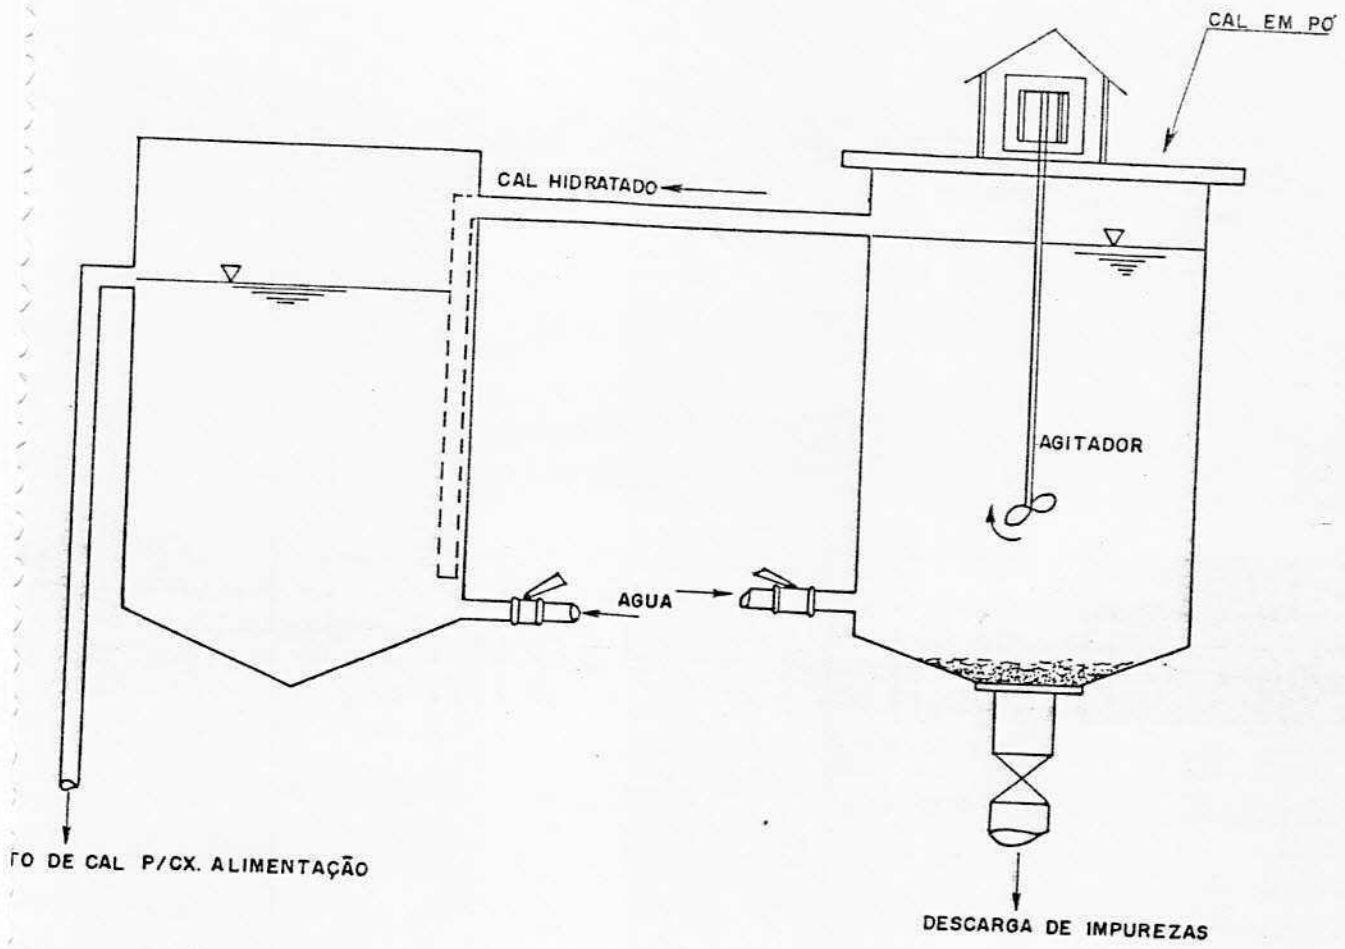 CAL EM PÓ
CAL HIDRATADO
AGITADOR
AGUA
TO DE CAL P/CX. ALIMENTAÇÃO
DESCARGA DE IMPUREZAS